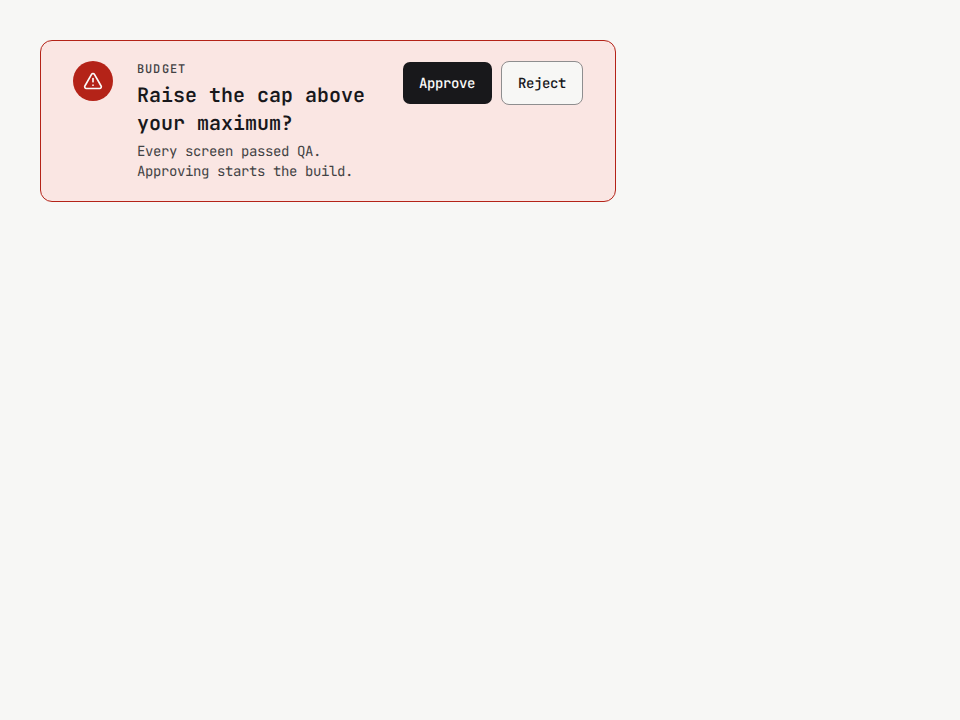 BUDGET
Raise the cap above
your maximum?
Every screen passed QA.
Approving starts the build.
Approve
Reject